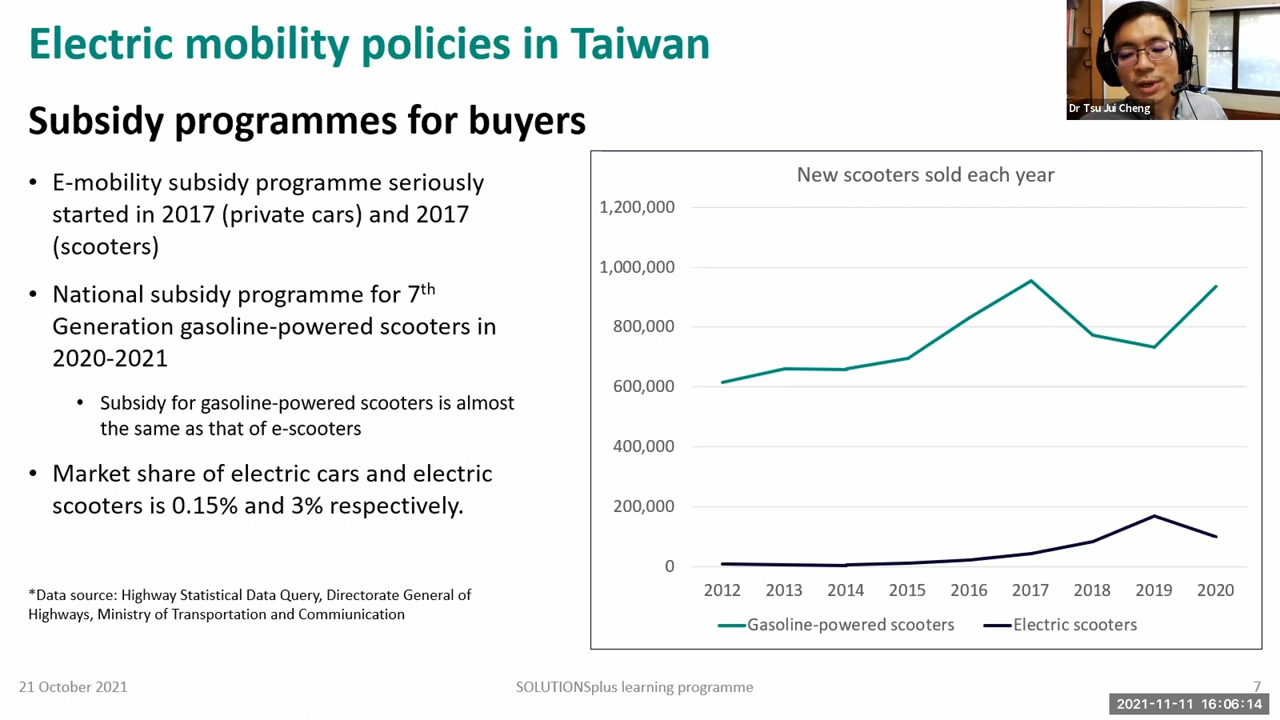 Electric mobility policies in Taiwan
Dr Tsu Jui Cheng
Subsidy programmes for buyers
• E-mobility subsidy programme seriously
started in 2017 (private cars) and 2017
(scooters)
• National subsidy programme for 7th
Generation gasoline-powered scooters in
2020-2021
• Subsidy for gasoline-powered scooters is almost
the same as that of e-scooters
• Market share of electric cars and electric
scooters is 0.15% and 3% respectively.
*Data source: Highway Statistical Data Query, Directorate General of
Highways, Ministry of Transportation and Commiunication
New scooters sold each year
1,200,000
1,000,000
800,000
600,000
400,000
200,000
0
2012 2013 2014 2015 2016 2017 2018 2019 2020
Gasoline-powered scooters Electric scooters
21 October 2021 SOLUTIONSplus learning programme 7
2021-11-11 16:06:14